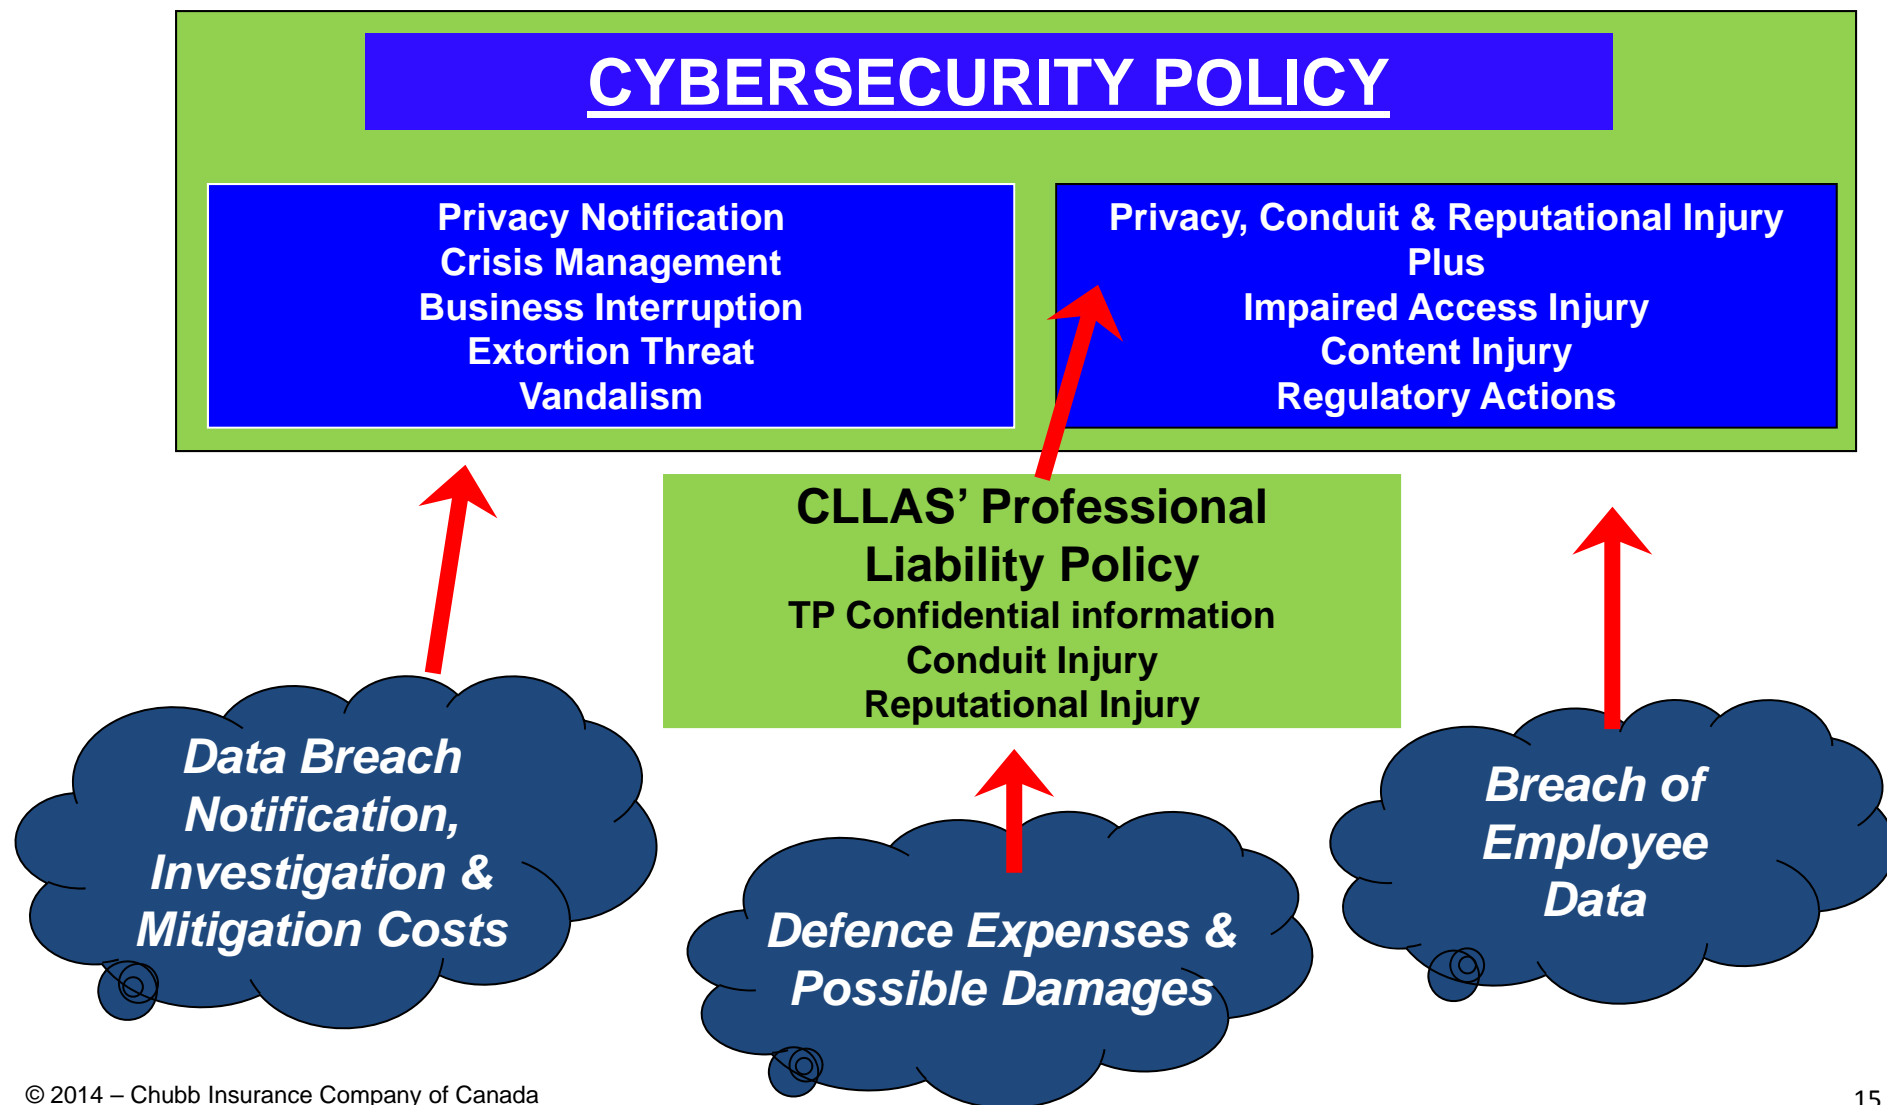 CYBERSECURITY POLICY
Privacy Notification
Crisis Management
Business Interruption
Extortion Threat
Vandalism
Privacy, Conduit & Reputational Injury
Plus
Impaired Access Injury
Content Injury
Regulatory Actions
CLLAS’ Professional
Liability Policy
TP Confidential information
Conduit Injury
Reputational Injury
Data Breach
Notification,
Investigation &
Mitigation Costs
Defence Expenses &
Possible Damages
Breach of
Employee
Data
© 2014 – Chubb Insurance Company of Canada
15